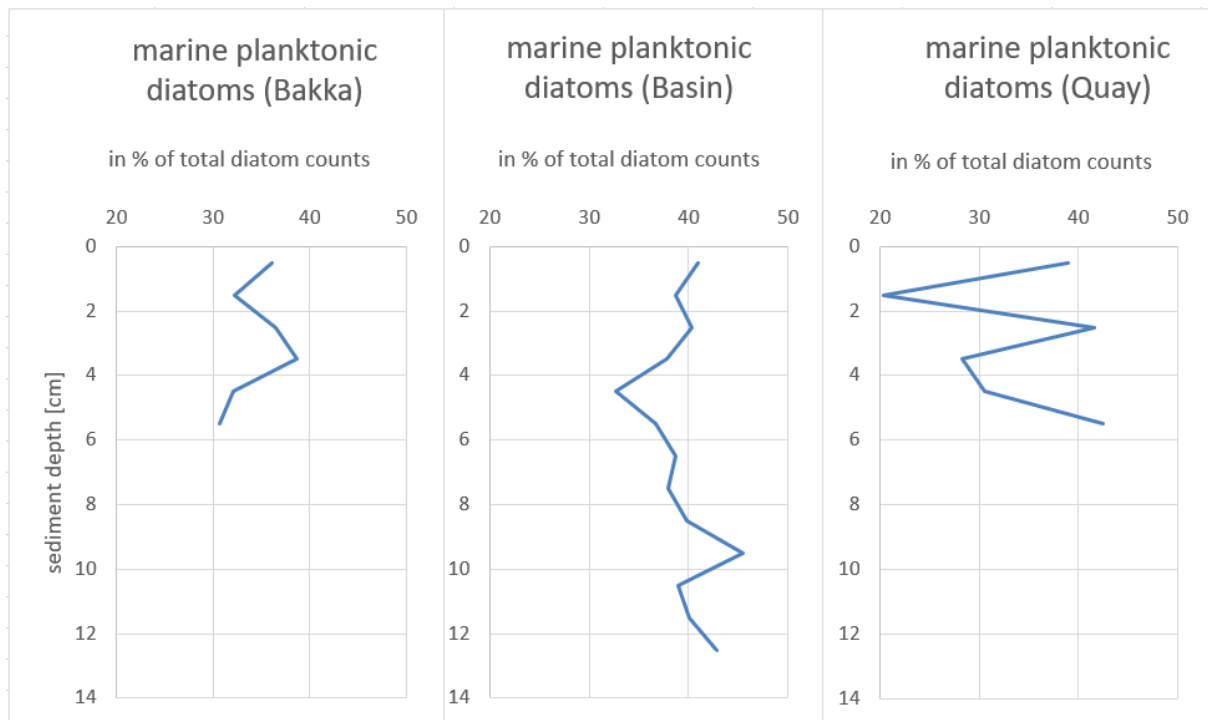 marine planktonic
diatoms (Bakka)
in % of total diatom counts
20 30 40 50
0
2
4
6
8
10
12
14
sediment depth [cm]
marine planktonic
diatoms (Basin)
in % of total diatom counts
20 30 40 50
0
2
4
6
8
10
12
14
marine planktonic
diatoms (Quay)
in % of total diatom counts
20 30 40 50
0
2
4
6
8
10
12
14